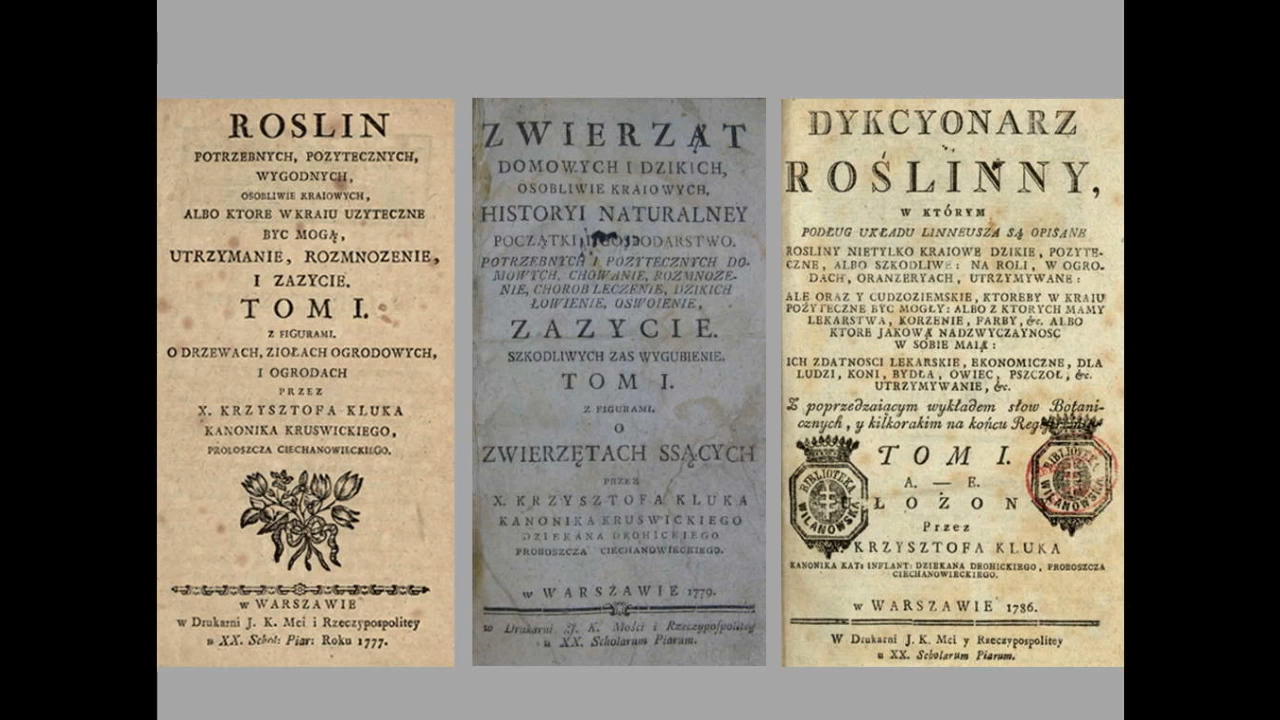 ROSLIN
POTRZEBNYCH, POZYTECZNYCH,
WYGODNYCH,
OSOBLIWIE KRAIOWYCH,
ALBO KTORE W KRAIU UZYTECZNE
BYC MOGĄ,
UTRZYMANIE, ROZMNOZENIE,
I ZAZYCIE.
TOM I.
Z FIGURAMI.
O DRZEWACH, ZIOŁACH OGRODOWYCH,
I OGRODACH
PRZEZ
X. KRZYSZTOFA KLUKA
KANONIKA KRUSWICKIEGO,
PROBOSZCZA CIECHANOWIECKIEGO.
w WARSZAWIE
w Drukarni J. K. Mci i Rzeczypospolitey
u XX. Schol: Piar: Roku 1777.
ZWIERZĄT
DOMOWYCH I DZIKICH,
OSOBLIWIE KRAIOWYCH,
HISTORYI NATURALNEY
POCZĄTKI I GOSPODARSTWO.
POTRZEBNYCH I POZYTECZNYCH DO-
MOWYCH, CHOWANIE, ROZMNOZE-
NIE, CHOROB LECZENIE, DZIKICH
ŁOWIENIE, OSWOIENIE,
ZAZYCIE.
SZKODLIWYCH ZAS WYGUBIENIE.
TOM I.
Z FIGURAMI.
O
ZWIERZĘTACH SSĄCYCH
PRZEZ
X. KRZYSZTOFA KLUKA
KANONIKA KRUSWICKIEGO
DZIEKANA DROHICKIEGO
PROBOSZCZA CIECHANOWIECKIEGO.
w WARSZAWIE 1779.
w Drukarni J. K. Mości i Rzeczypospolitey
u XX. Scholarum Piarum.
DYKCYONARZ
ROŚLINNY,
W KTÓRYM
PODŁUG UKŁADU LINNEUSZA SĄ OPISANE
ROSLINY NIETYLKO KRAIOWE DZIKIE, POZYTE-
CZNE, ALBO SZKODLIWE: NA ROLI, W OGRO-
DACH, ORANZERYACH, UTRZYMYWANE:
ALE ORAZ Y CUDZOZIEMSKIE, KTOREBY W KRAIU
POZYTECZNE BYC MOGŁY: ALBO Z KTORYCH MAMY
LEKARSTWA, KORZENIE, FARBY, &c. ALBO
KTORE JAKOWĄ NADZWYCZAYNOSC
W SOBIE MAIĄ:
ICH ZDATNOSCI LEKARSKIE, EKONOMICZNE, DLA
LUDZI, KONI, BYDŁA, OWIEC, PSZCZOŁ, &c.
UTRZYMYWANIE, &c.
Z poprzedzaiącym wykładem słow Botani-
cznych, y kilkorakim na końcu
TOM I.
A. — E.
ŁOZON
Przez
X. KRZYSZTOFA KLUKA
KANONIKA KAT: INFLANT: DZIEKANA DROHICKIEGO, PROBOSZCZA
CIECHANOWIECKIEGO.
w WARSZAWIE 1786.
W Drukarni J. K. Mci y Rzeczypospolitey
u XX. Scholarum Piarum.
BIBLIOTEKA
WILANOWSKA
BIBLIOTEKA
WILANOWSKA